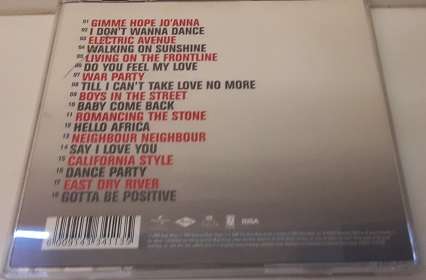 01 GIMME HOPE JO'ANNA
02 I DON'T WANNA DANCE
03 ELECTRIC AVENUE
04 WALKING ON SUNSHINE
05 LIVING ON THE FRONTLINE
06 DO YOU FEEL MY LOVE
07 WAR PARTY
08 TILL I CAN'T TAKE LOVE NO MORE
09 BOYS IN THE STREET
10 BABY COME BACK
11 ROMANCING THE STONE
12 HELLO AFRICA
13 NEIGHBOUR NEIGHBOUR
14 SAY I LOVE YOU
15 CALIFORNIA STYLE
16 DANCE PARTY
17 EAST DRY RIVER
18 GOTTA BE POSITIVE